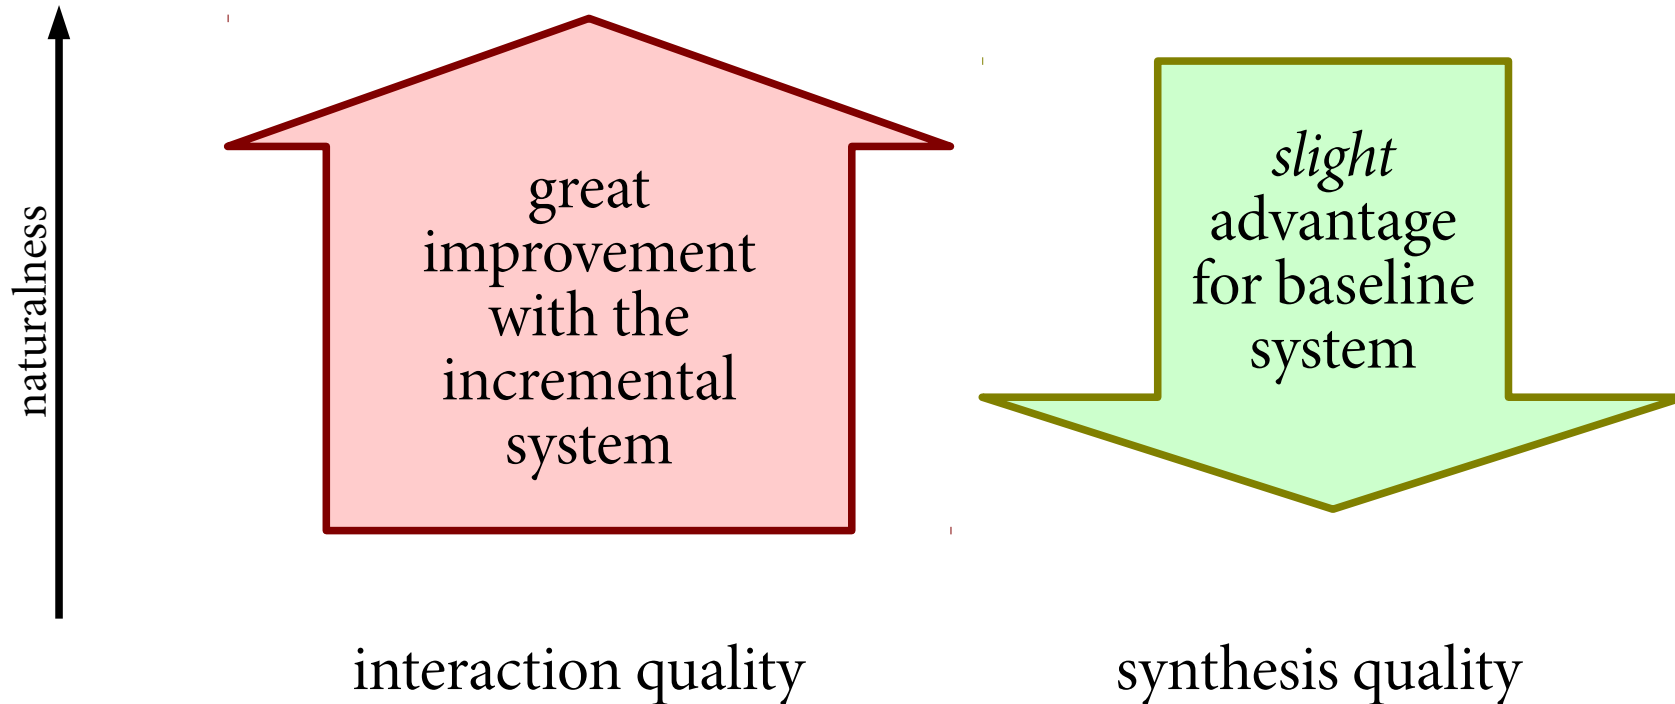 naturalness
great
improvement
with the
incremental
system
slight
advantage
for baseline
system
interaction quality
synthesis quality